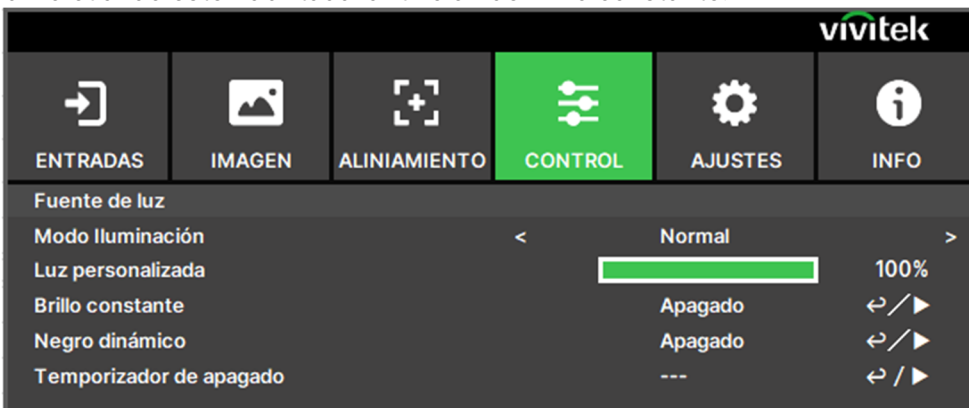 vivitek
ENTRADAS IMAGEN ALINIAMIENTO CONTROL AJUSTES INFO
Fuente de luz
Modo Iluminación < Normal >
Luz personalizada 100%
Brillo constante Apagado ↩/▶
Negro dinámico Apagado ↩/▶
Temporizador de apagado --- ↩/▶